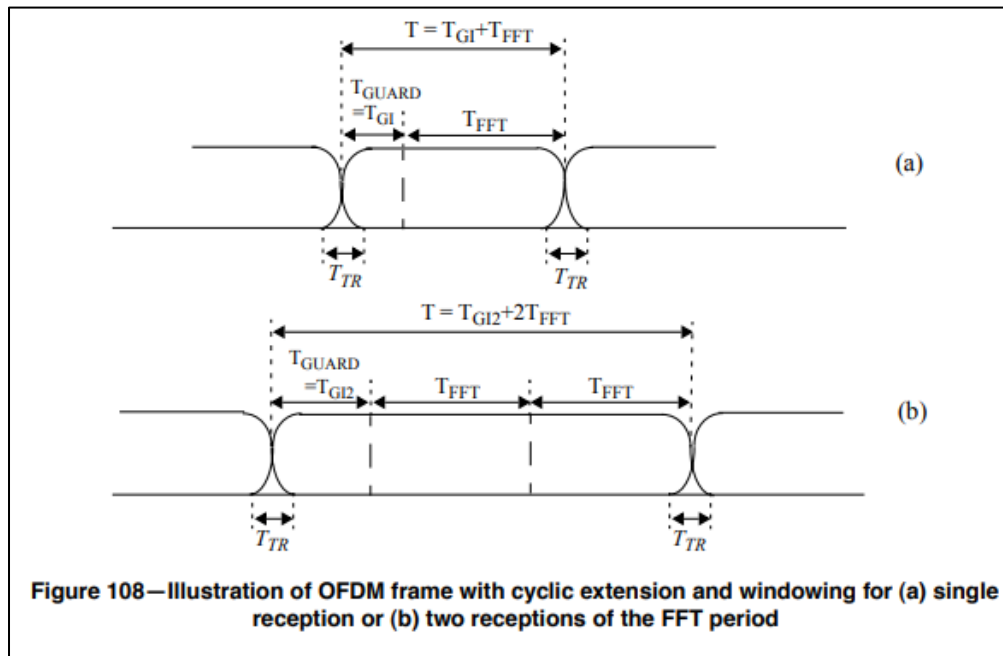 T = TGI+TFFT
TGUARD
=TGI
TFFT
(a)
TTR
TTR
T = TGI2+2TFFT
TGUARD
=TGI2
TFFT
TFFT
(b)
TTR
TTR
Figure 108—Illustration of OFDM frame with cyclic extension and windowing for (a) single
reception or (b) two receptions of the FFT period